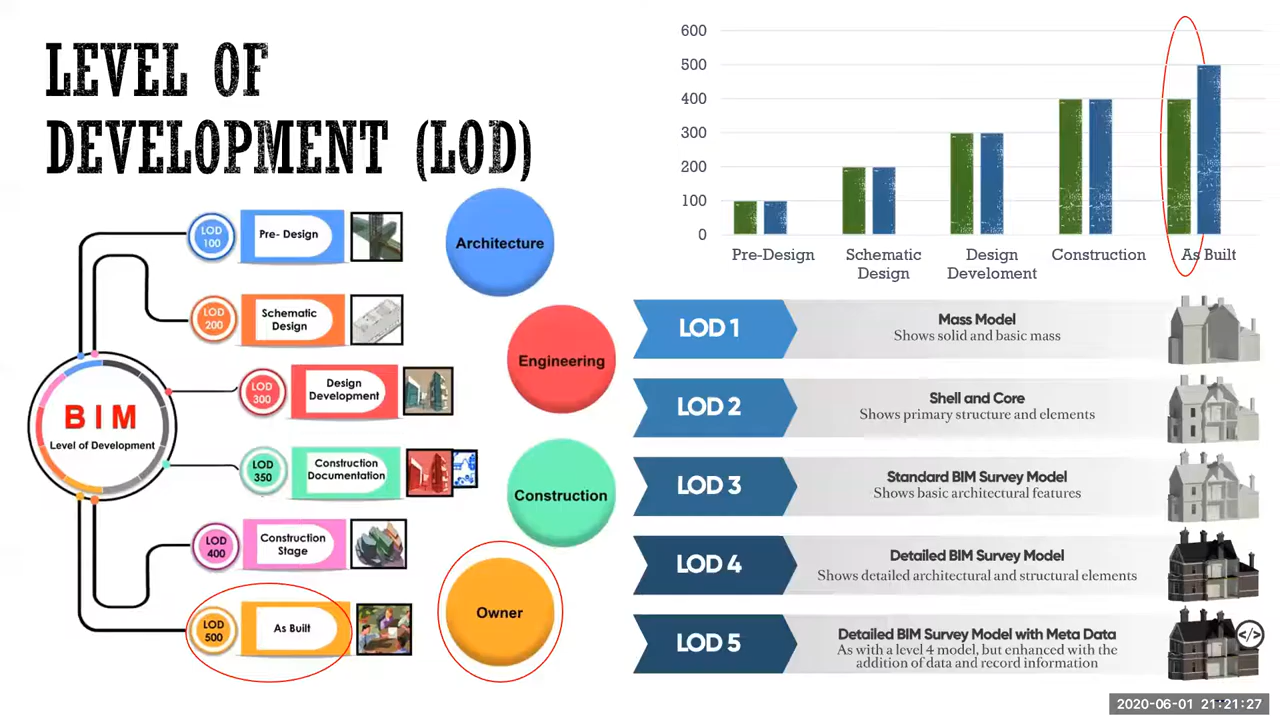 LEVEL OF
DEVELOPMENT (LOD)
LOD
100
Pre- Design
LOD
200
Schematic
Design
LOD
300
Design
Development
LOD
350
Construction
Documentation
LOD
400
Construction
Stage
LOD
500
As Built
BIM
Level of Development
Architecture
Engineering
Construction
Owner
600
500
400
300
200
100
0
Pre-Design
Schematic
Design
Design
Develoment
Construction
As Built
LOD 1
Mass Model
Shows solid and basic mass
LOD 2
Shell and Core
Shows primary structure and elements
LOD 3
Standard BIM Survey Model
Shows basic architectural features
LOD 4
Detailed BIM Survey Model
Shows detailed architectural and structural elements
LOD 5
Detailed BIM Survey Model with Meta Data
As with a level 4 model, but enhanced with the
addition of data and record information
</>
2020-06-01 21:21:27